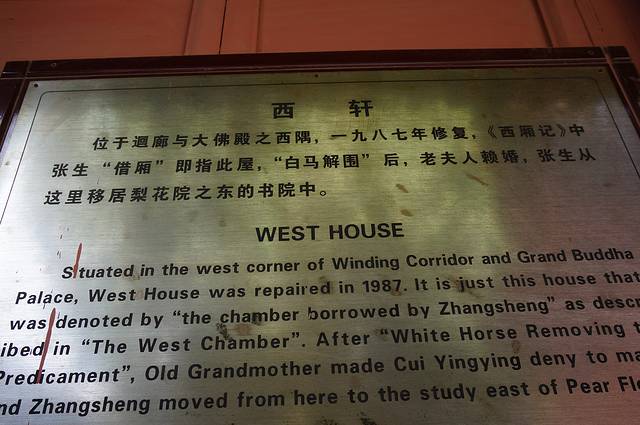 西 轩
位于迴廊与大佛殿之西隅，一九八七年修复，《西厢记》中
张生“借厢”即指此屋，“白马解围”后，老夫人赖婚，张生从
这里移居梨花院之东的书院中。
WEST HOUSE
Situated in the west corner of Winding Corridor and Grand Buddha
Palace, West House was repaired in 1987. It is just this house that
was denoted by “the chamber borrowed by Zhangsheng” as descr
ibed in “The West Chamber”. After “White Horse Removing t
Predicament”, Old Grandmother made Cui Yingying deny to ma
nd Zhangsheng moved from here to the study east of Pear Flo